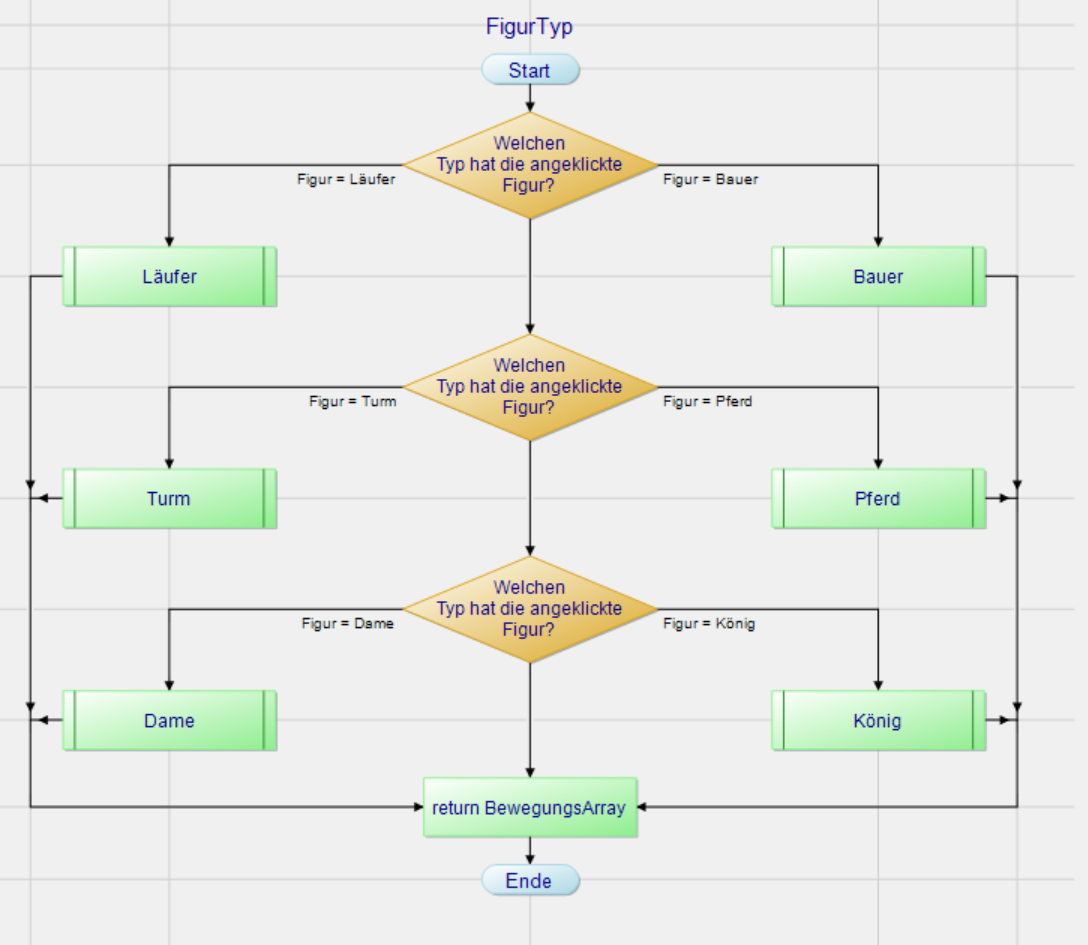 FigurTyp
Start
Welchen
Typ hat die angeklickte
Figur?
Figur = Läufer
Figur = Bauer
Läufer
Bauer
Welchen
Typ hat die angeklickte
Figur?
Figur = Turm
Figur = Pferd
Turm
Pferd
Welchen
Typ hat die angeklickte
Figur?
Figur = Dame
Figur = König
Dame
König
return BewegungsArray
Ende